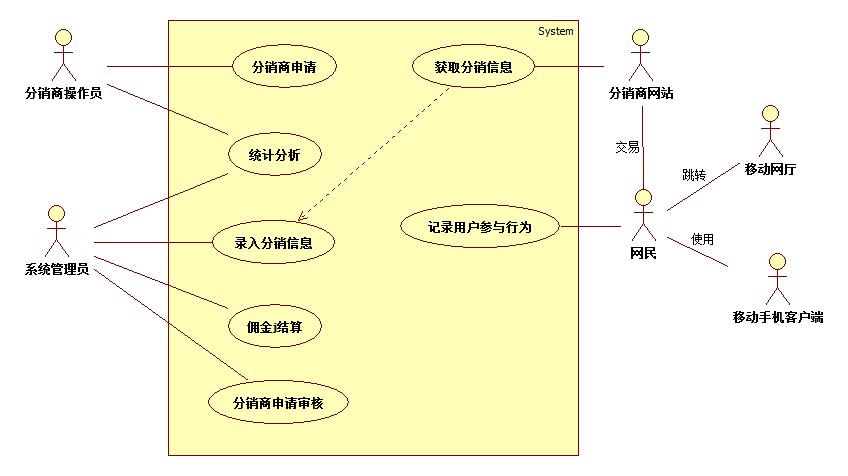 System
分销商申请
获取分销信息
分销商操作员
分销商网站
交易
统计分析
移动网厅
跳转
录入分销信息
记录用户参与行为
使用
网民
系统管理员
移动手机客户端
佣金j结算
分销商申请审核